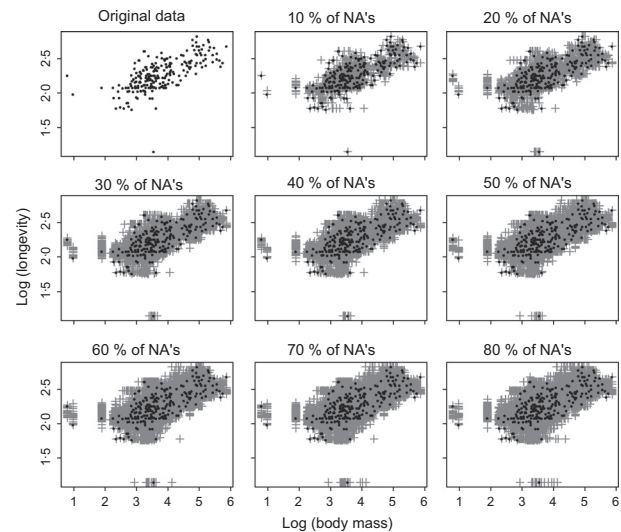 Original data
10 % of NA's
20 % of NA's
2·5
2·0
1·5
30 % of NA's
40 % of NA's
50 % of NA's
Log (longevity)
2·5
2·0
1·5
60 % of NA's
70 % of NA's
80 % of NA's
2·5
2·0
1·5
1 2 3 4 5 6
1 2 3 4 5 6
1 2 3 4 5 6
Log (body mass)